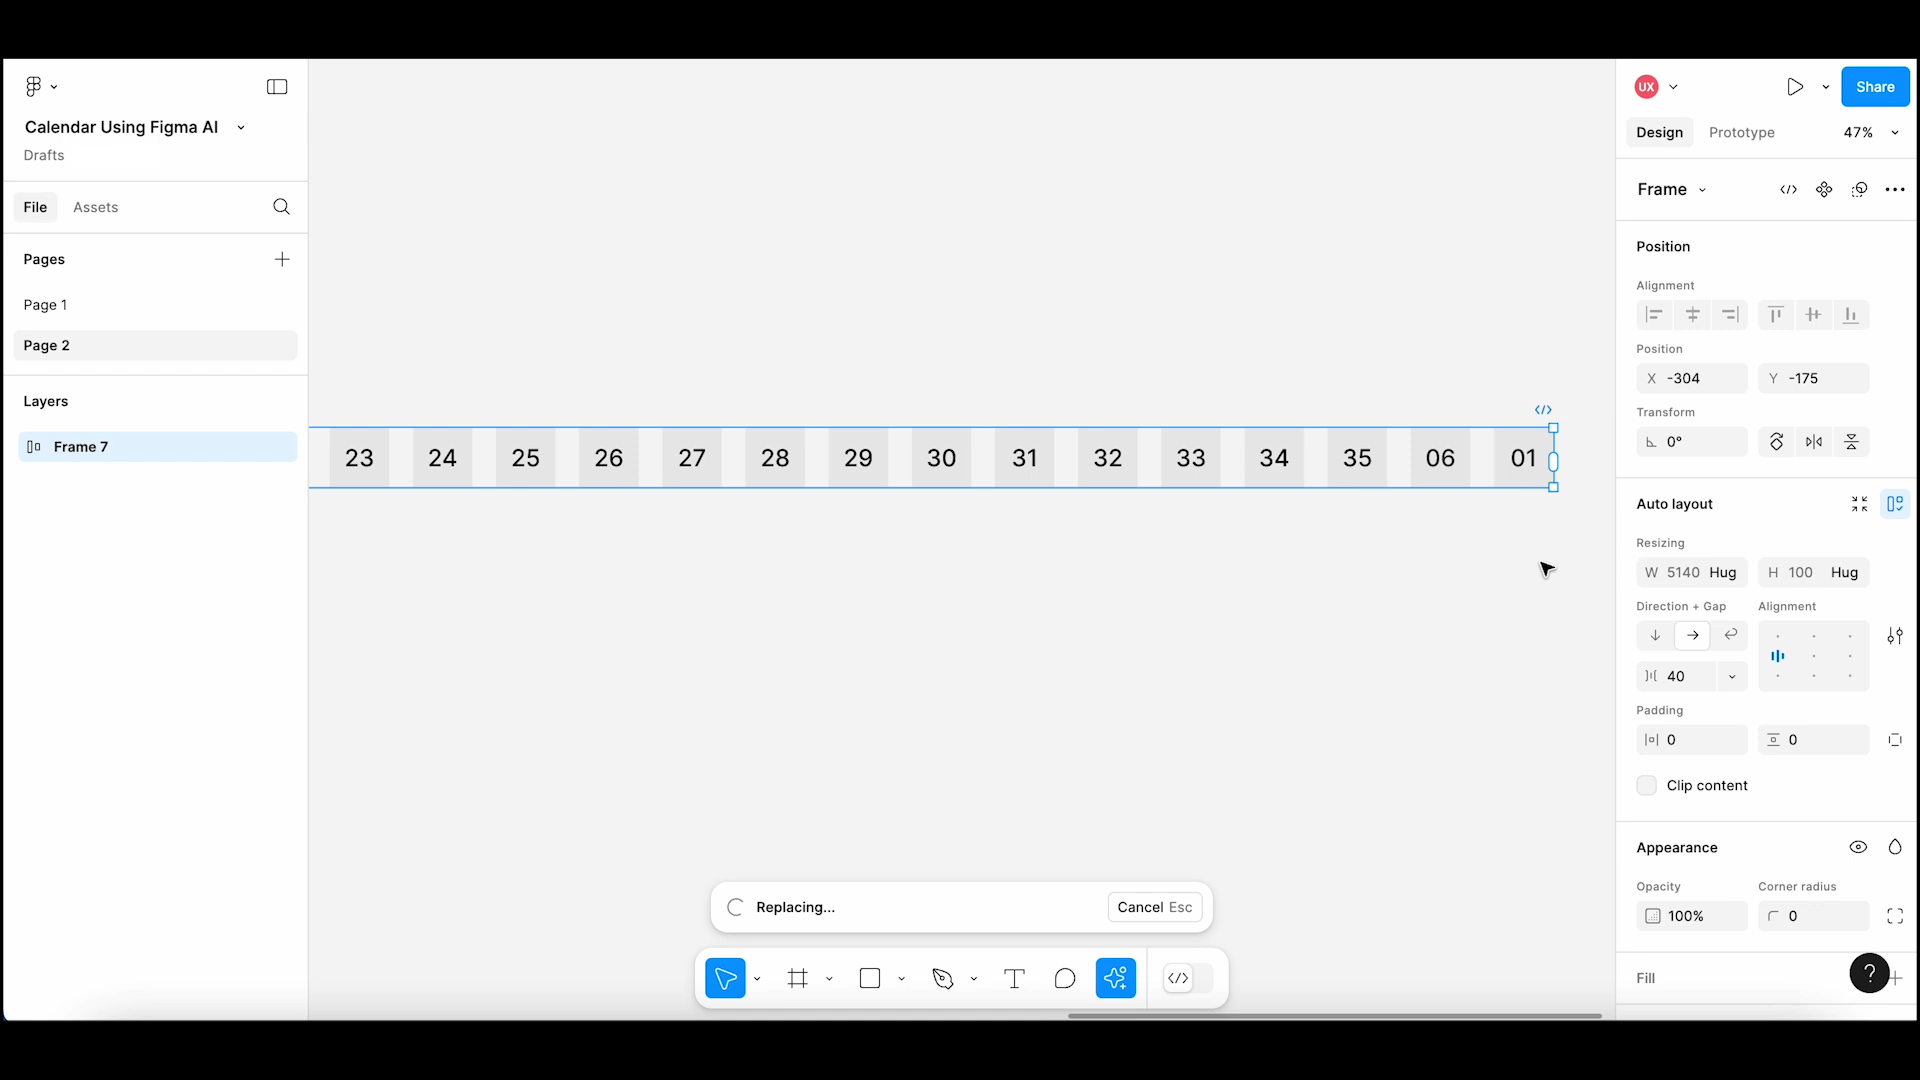 Calendar Using Figma AI
Drafts
File Assets
Pages
Page 1
Page 2
Layers
Frame 7
23 24 25 26 27 28 29 30 31 32 33 34 35 06 01
Replacing...
Cancel Esc
UX
Share
Design Prototype 47%
Frame
Position
Alignment
Position
X -304 Y -175
Transform
0°
Auto layout
Resizing
W 5140 Hug H 100 Hug
Direction + Gap Alignment
40
Padding
0 0
Clip content
Appearance
Opacity Corner radius
100% 0
Fill
?